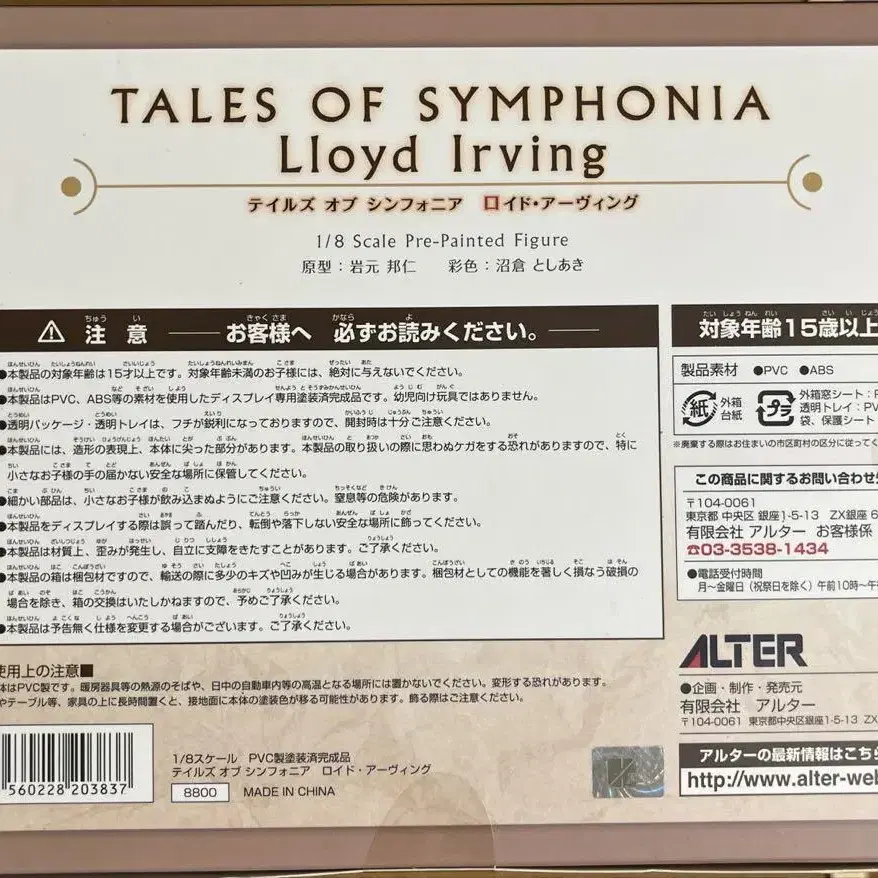 TALES OF SYMPHONIA
Lloyd Irving
テイルズ オブ シンフォニア ロイド・アーヴィング
1/8 Scale Pre-Painted Figure
原型：岩元 邦仁 彩色：沼倉 としあき
⚠ 注意 ── お客様へ 必ずお読みください。──
●本製品の対象年齢は15才以上です。対象年齢未満のお子様には、絶対に与えないでください。
●本製品はPVC、ABS等の素材を使用したディスプレイ専用塗装済完成品です。幼児向け玩具ではありません。
●透明パッケージ・透明トレイは、フチが鋭利になっておりますので、開封時は十分ご注意ください。
●本製品には、造形の表現上、本体に尖った部分があります。本製品の取り扱いの際に思わぬケガをする恐れがありますので、特に
小さなお子様の手の届かない安全な場所に保管してください。
●細かい部品は、小さなお子様が飲み込まぬようにご注意ください。窒息等の危険があります。
●本製品をディスプレイする際は誤って踏んだり、転倒や落下しない安全な場所に飾ってください。
●本製品は材質上、歪みが発生し、自立に支障をきたすことがあります。ご了承ください。
●本製品の箱は梱包材ですので、輸送の際に多少のキズや凹みが生じる場合があります。梱包材としての機能を著しく損なう破損の
場合を除き、箱の交換はいたしかねますので、予めご了承ください。
●本製品は予告無く仕様を変更する場合がございます。ご了承ください。
使用上の注意■
体はPVC製です。暖房器具等の熱源のそばや、日中の自動車内等の高温となる場所には置かないでください。変形する恐れがあります。
やテーブル等、家具の上に長時間置くと、接地面に本体の塗装色が移る可能性があります。飾る際はご注意ください。
560228 203837
1/8スケール PVC製塗装済完成品
テイルズ オブ シンフォニア ロイド・アーヴィング
8800 MADE IN CHINA
対象年齢15歳以上
製品素材 ●PVC ●ABS
紙 外箱 台紙
プラ 外箱窓シート：P
透明トレイ：PVC
袋、保護シート：
※廃棄する際はお住まいの市区町村の区分に従って
この商品に関するお問い合わせ
〒104-0061
東京都 中央区 銀座1-5-13 ZX銀座 6
有限会社 アルター お客様係
☎03-3538-1434
●電話受付時間
月〜金曜日（祝祭日を除く）午前10時〜午
ALTER
●企画・制作・発売元
有限会社 アルター
〒104-0061 東京都中央区銀座1-5-13 ZX
アルターの最新情報はこちら
http://www.alter-web